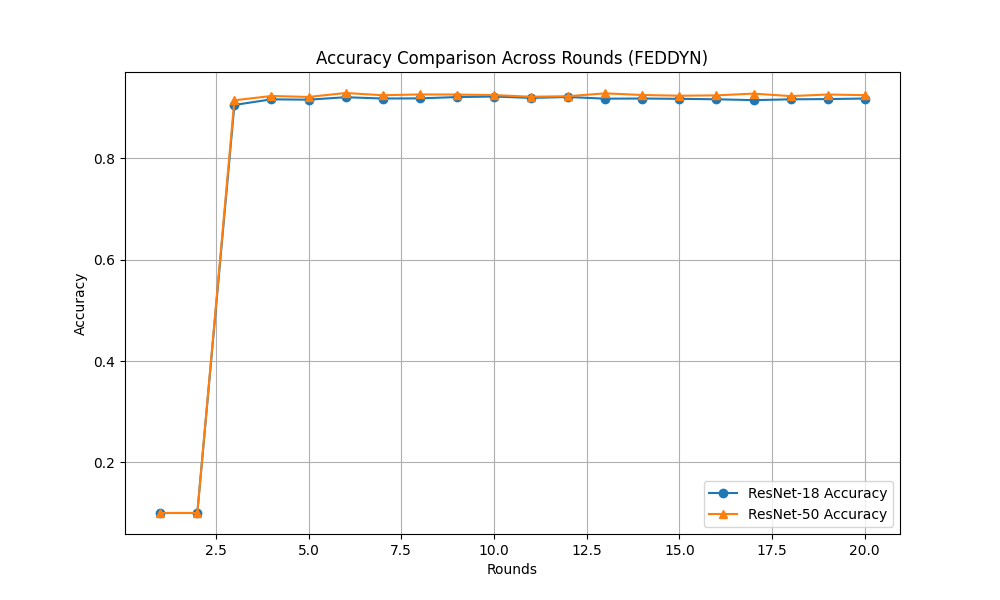 Accuracy Comparison Across Rounds (FEDDYN)
Accuracy
0.8
0.6
0.4
0.2
2.5 5.0 7.5 10.0 12.5 15.0 17.5 20.0
Rounds
ResNet-18 Accuracy
ResNet-50 Accuracy